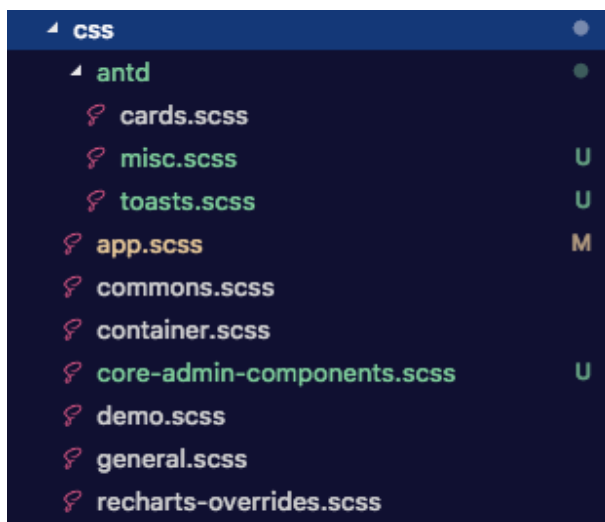 css
antd
cards.scss
misc.scss U
toasts.scss U
app.scss M
commons.scss
container.scss
core-admin-components.scss U
demo.scss
general.scss
recharts-overrides.scss